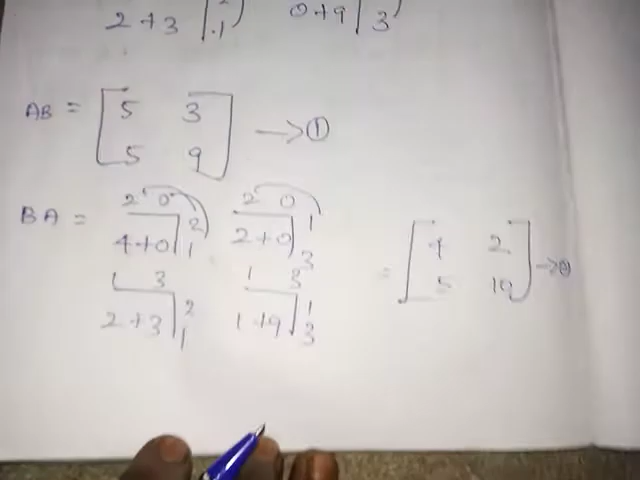 2+3 | 2 1 0+9 | 3
AB = [ 5 3
5 9 ] → ①
BA = 2 0 2 0
4+0 | 2 1 2+0 | 1 3 = [ 4 2
1 3 1 3 5 10 ] →
2+3 | 2 1 1+9 | 1 3